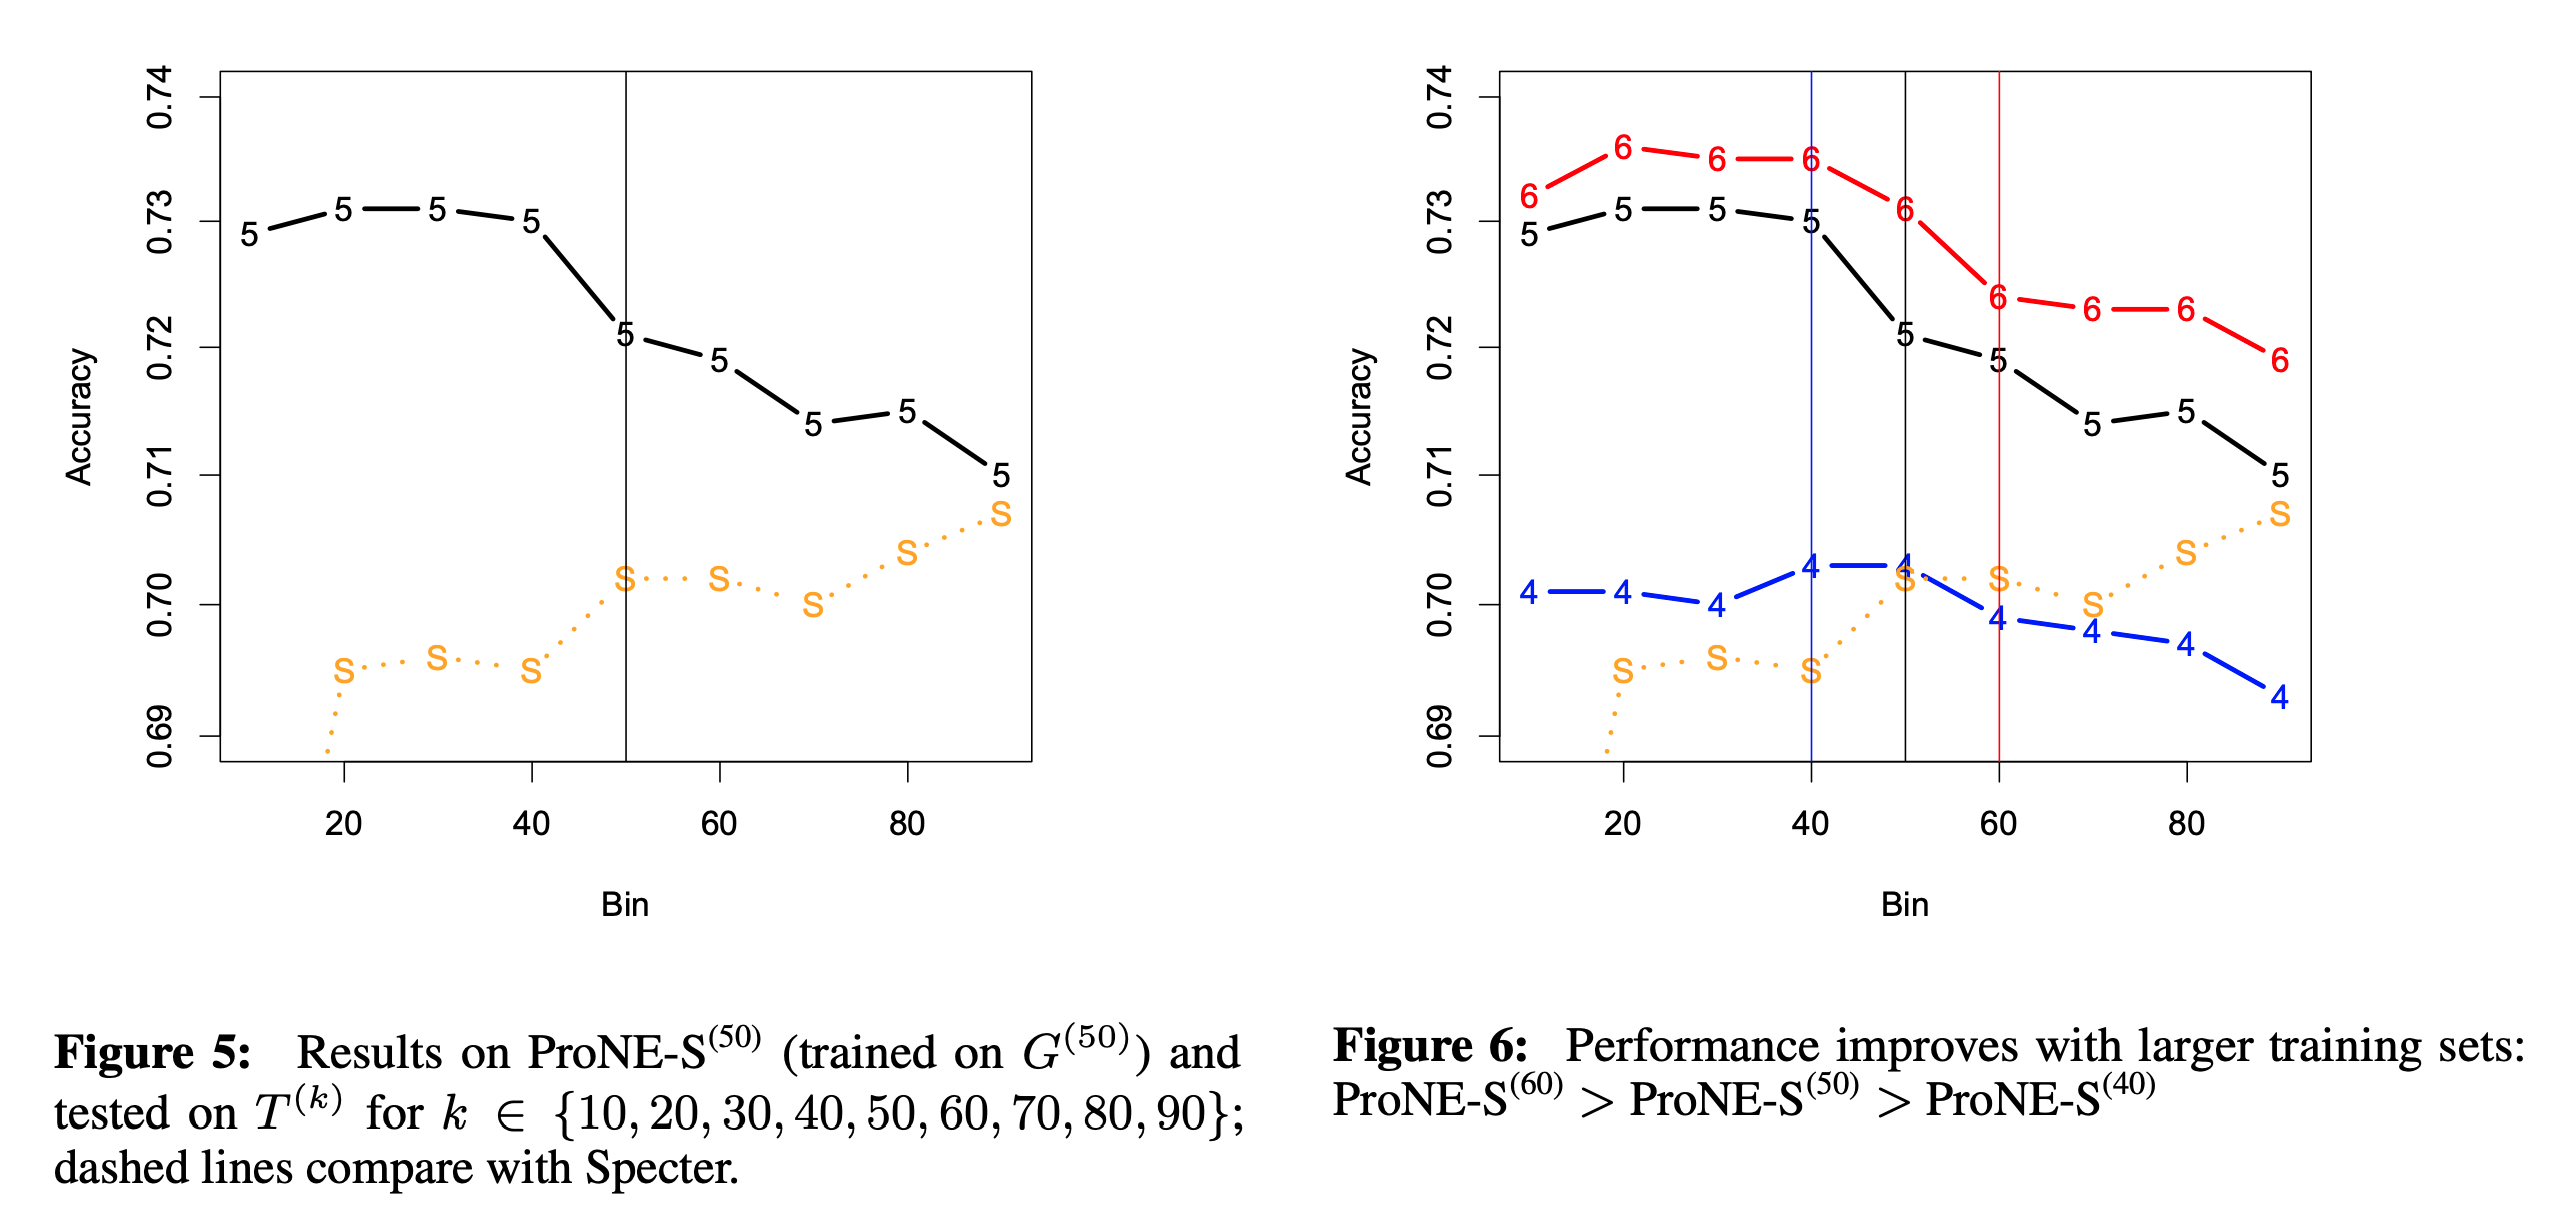 0.74
0.73
0.72
0.71
0.70
0.69
Accuracy
5 5 5 5 5 5 5 5 5
S S S S S S S S
20 40 60 80
Bin
Figure 5: Results on ProNE-S(50) (trained on G(50)) and
tested on T(k) for k ∈ {10, 20, 30, 40, 50, 60, 70, 80, 90};
dashed lines compare with Specter.
0.74
0.73
0.72
0.71
0.70
0.69
Accuracy
6 6 6 6 6 6 6 6 6
5 5 5 5 5 5 5 5 5
S S S S S S S S
4 4 4 4 4 4 4 4 4
20 40 60 80
Bin
Figure 6: Performance improves with larger training sets:
ProNE-S(60) > ProNE-S(50) > ProNE-S(40)